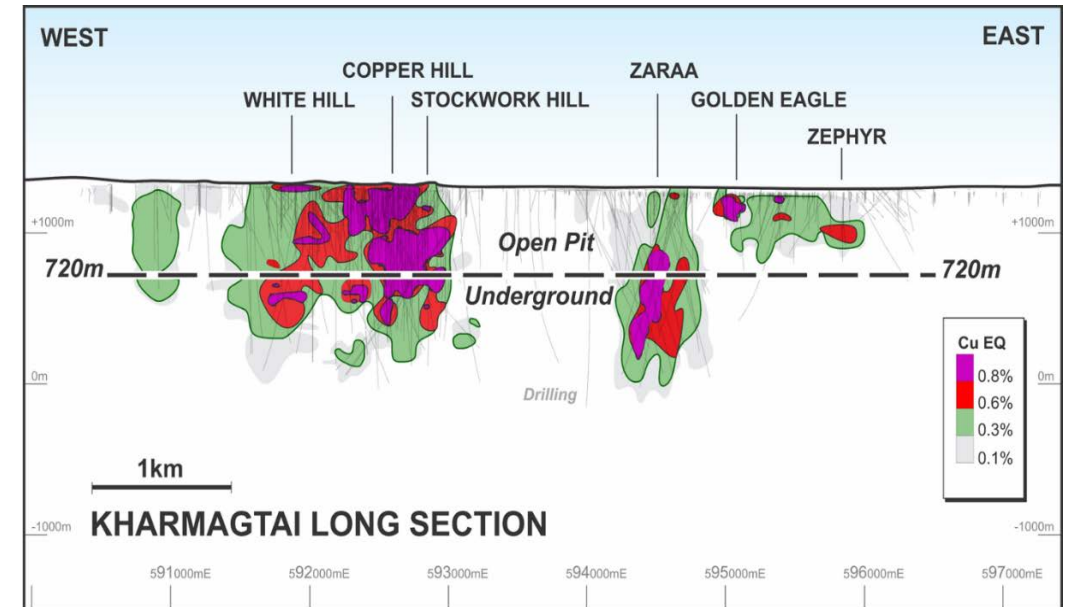 WEST
EAST
COPPER HILL
ZARAA
WHITE HILL
STOCKWORK HILL
GOLDEN EAGLE
ZEPHYR
+1000m
+1000m
Open Pit
720m
720m
Underground
Cu EQ
0.8%
0.6%
0.3%
0.1%
0m
0m
Drilling
1km
KHARMAGTAI LONG SECTION
-1000m
-1000m
591000mE
592000mE
593000mE
594000mE
595000mE
596000mE
597000mE